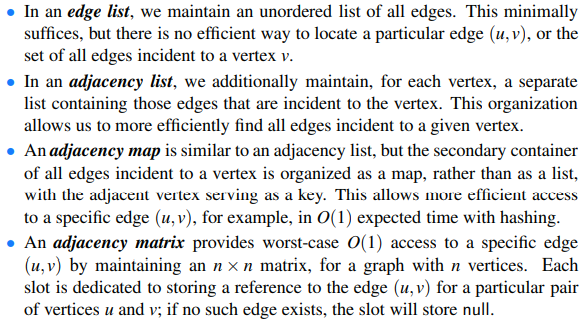 • In an edge list, we maintain an unordered list of all edges. This minimally
suffices, but there is no efficient way to locate a particular edge (u,v), or the
set of all edges incident to a vertex v.
• In an adjacency list, we additionally maintain, for each vertex, a separate
list containing those edges that are incident to the vertex. This organization
allows us to more efficiently find all edges incident to a given vertex.
• An adjacency map is similar to an adjacency list, but the secondary container
of all edges incident to a vertex is organized as a map, rather than as a list,
with the adjacent vertex serving as a key. This allows more efficient access
to a specific edge (u,v), for example, in O(1) expected time with hashing.
• An adjacency matrix provides worst-case O(1) access to a specific edge
(u,v) by maintaining an n × n matrix, for a graph with n vertices. Each
slot is dedicated to storing a reference to the edge (u,v) for a particular pair
of vertices u and v; if no such edge exists, the slot will store null.